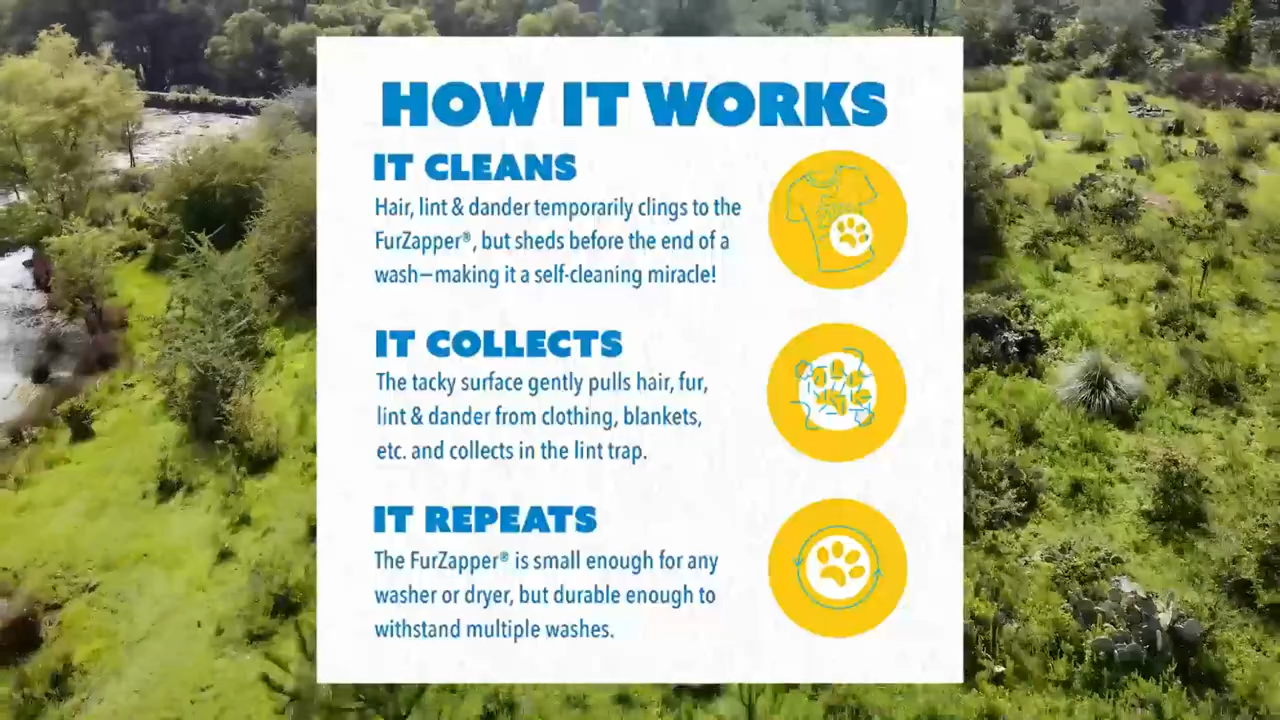 HOW IT WORKS
IT CLEANS
Hair, lint & dander temporarily clings to the
FurZapper®, but sheds before the end of a
wash—making it a self-cleaning miracle!
IT COLLECTS
The tacky surface gently pulls hair, fur,
lint & dander from clothing, blankets,
etc. and collects in the lint trap.
IT REPEATS
The FurZapper® is small enough for any
washer or dryer, but durable enough to
withstand multiple washes.